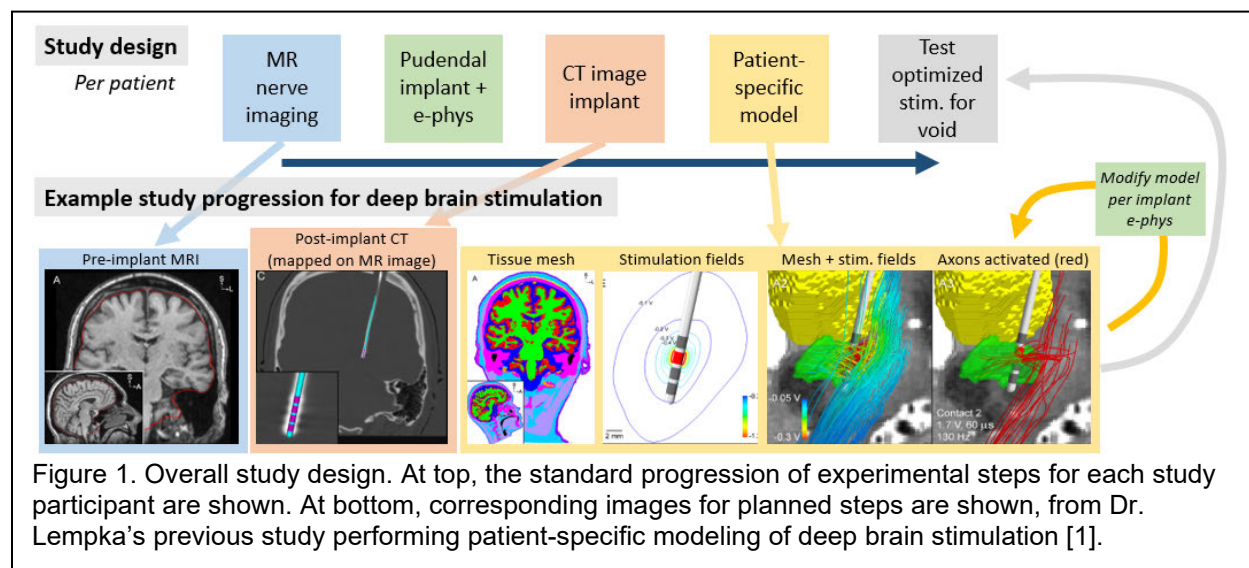 Study design
Per patient
MR
nerve
imaging
Pudendal
implant +
e-phys
CT image
implant
Patient-
specific
model
Test
optimized
stim. for
void
Example study progression for deep brain stimulation
Modify model
per implant
e-phys
Pre-implant MRI
Post-implant CT
(mapped on MR image)
Tissue mesh
Stimulation fields
Mesh + stim. fields
Axons activated (red)
A
S
L
S
A
C
A
S
L
S
A
-0.1 V
2 mm
A2
-0.05 V
-0.3 V
A3
Contact 2
1.7 V, 60 µs
130 Hz
Figure 1. Overall study design. At top, the standard progression of experimental steps for each study
participant are shown. At bottom, corresponding images for planned steps are shown, from Dr.
Lempka’s previous study performing patient-specific modeling of deep brain stimulation [1].